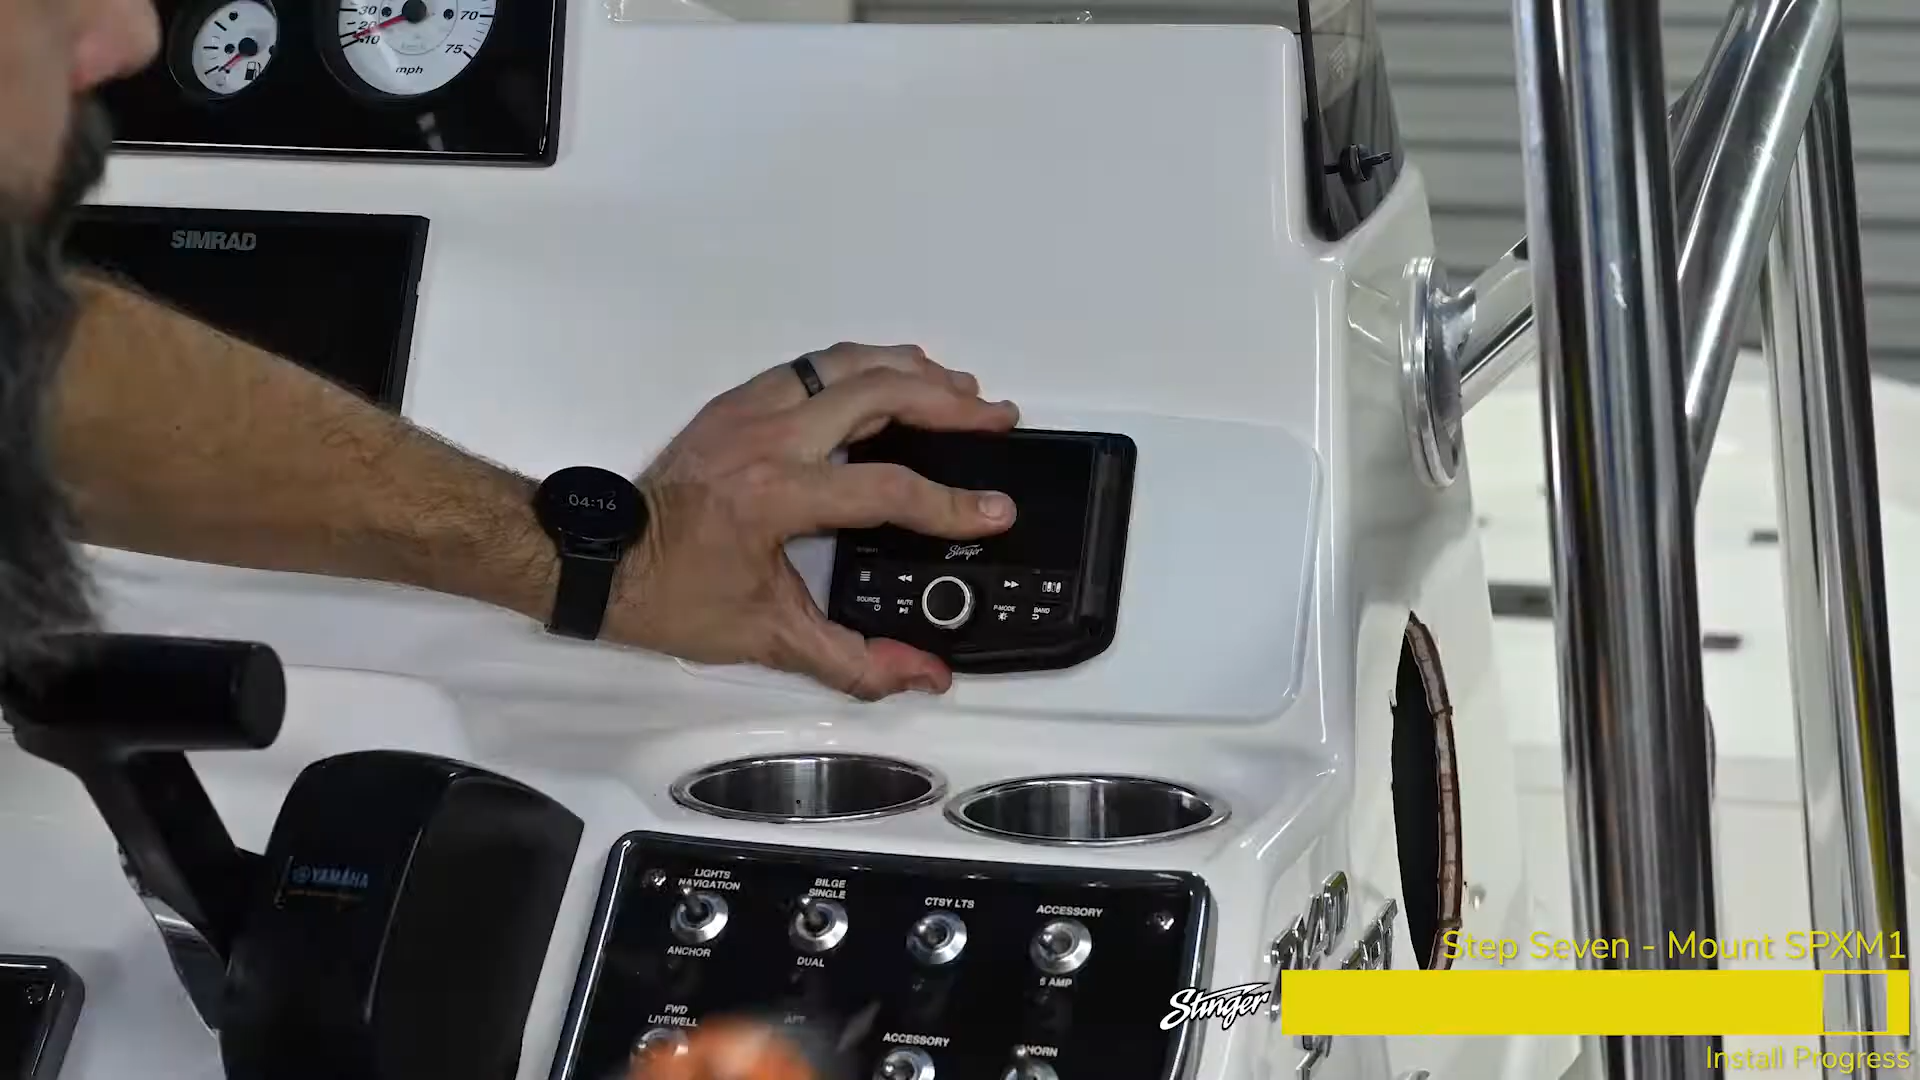 30
20
10
70
75
mph
SIMRAD
04:16
Stinger
SOURCE
MUTE
P-MODE
BAND
YAMAHA
LIGHTS
NAVIGATION
ANCHOR
BILGE
SINGLE
DUAL
CTSY LTS
ACCESSORY
5 AMP
FWD
LIVEWELL
AFT
ACCESSORY
HORN
Step Seven - Mount SPXM1
Stinger
Install Progress